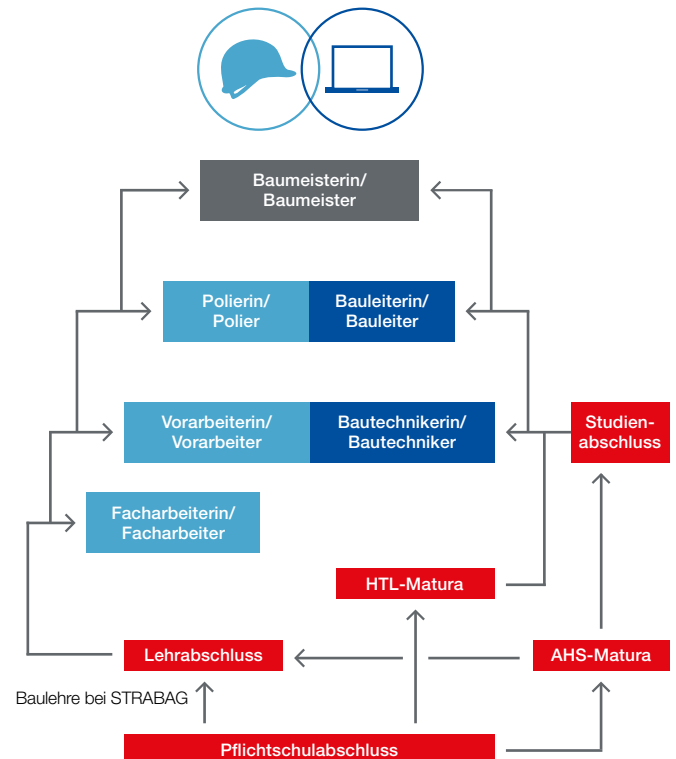 Baumeisterin/
Baumeister
Polierin/
Polier
Bauleiterin/
Bauleiter
Vorarbeiterin/
Vorarbeiter
Bautechnikerin/
Bautechniker
Studien-
abschluss
Facharbeiterin/
Facharbeiter
HTL-Matura
Lehrabschluss
AHS-Matura
Baulehre bei STRABAG
Pflichtschulabschluss